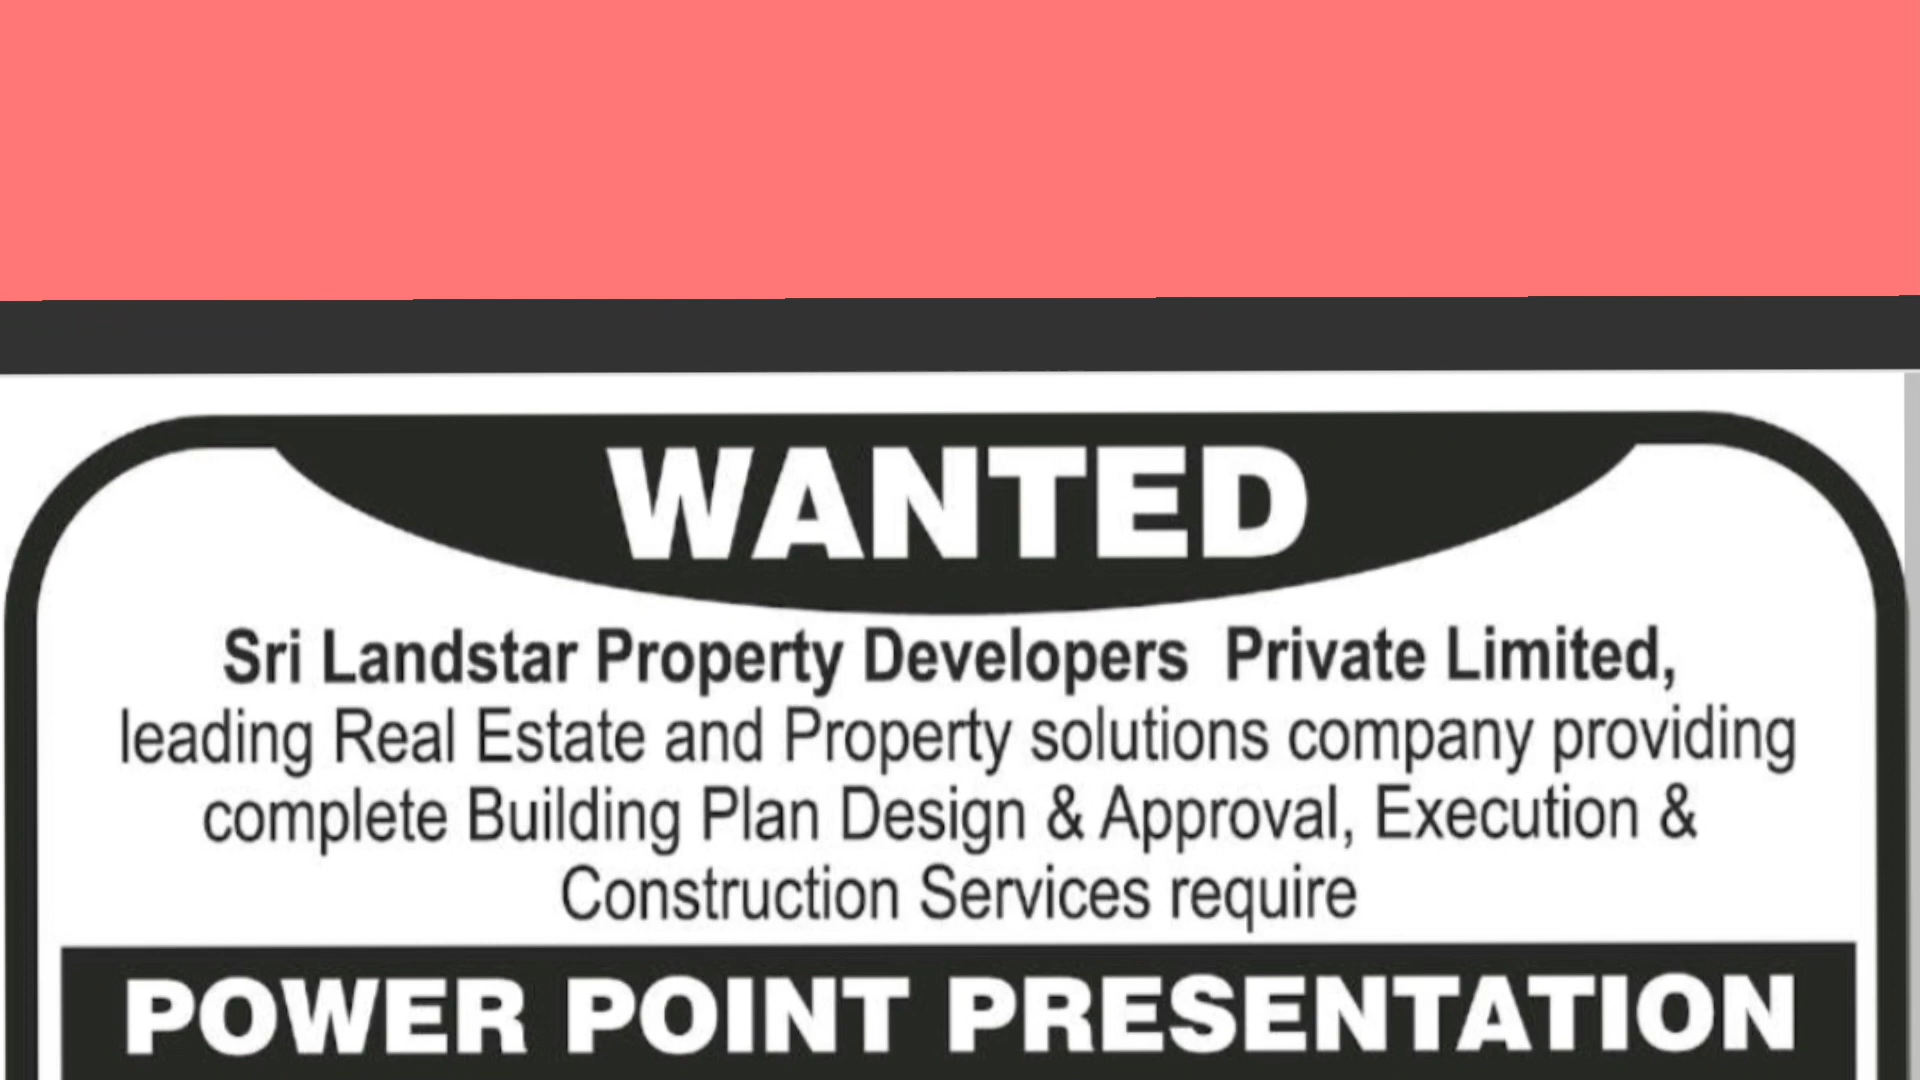 WANTED
Sri Landstar Property Developers Private Limited,
leading Real Estate and Property solutions company providing
complete Building Plan Design & Approval, Execution &
Construction Services require
POWER POINT PRESENTATION